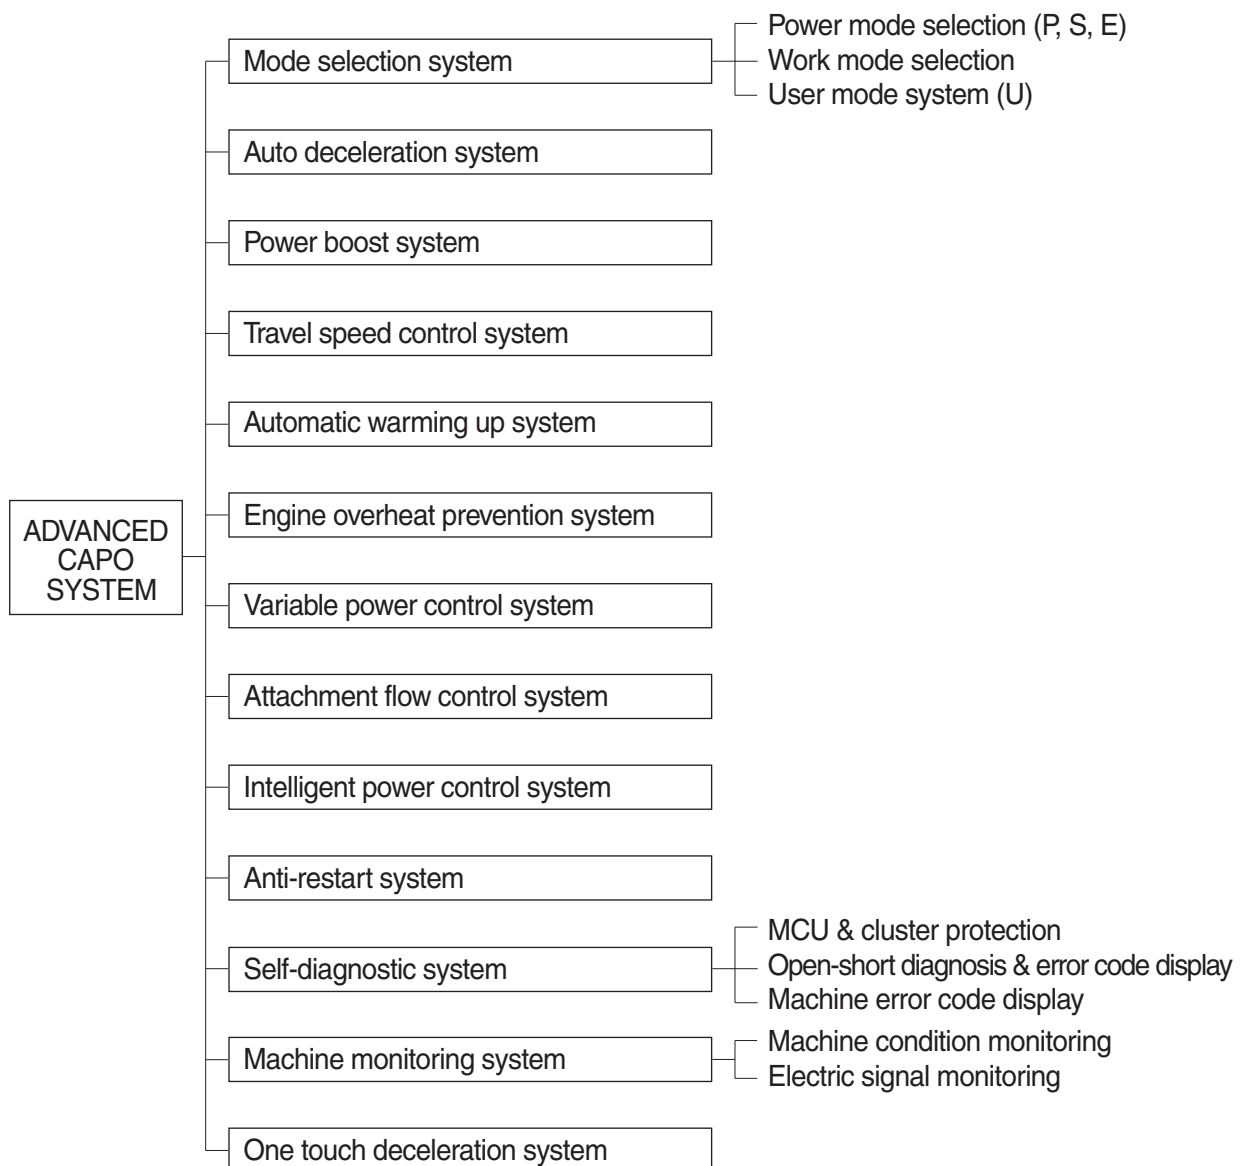 Power mode selection (P, S, E)
Mode selection system
Work mode selection
User mode system (U)
Auto deceleration system
Power boost system
Travel speed control system
Automatic warming up system
Engine overheat prevention system
ADVANCED
CAPO
SYSTEM
Variable power control system
Attachment flow control system
Intelligent power control system
Anti-restart system
MCU & cluster protection
Self-diagnostic system
Open-short diagnosis & error code display
Machine error code display
Machine condition monitoring
Machine monitoring system
Electric signal monitoring
One touch deceleration system